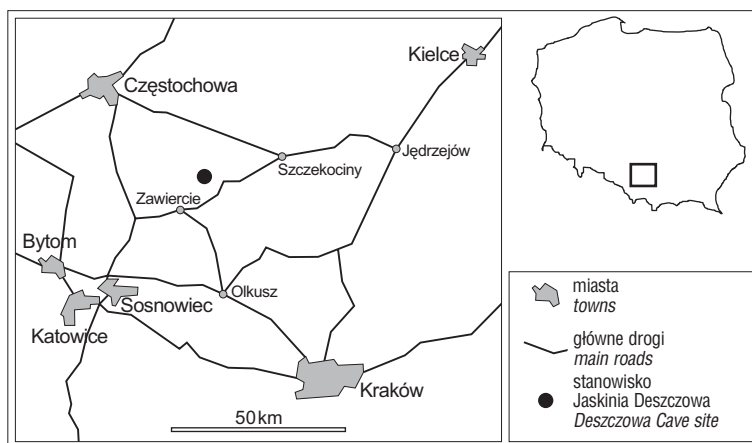 Kielce
Częstochowa
Jędrzejów
Szczekociny
Zawiercie
Bytom
Olkusz
Sosnowiec
Katowice
Kraków
50 km
miasta
towns
główne drogi
main roads
stanowisko
Jaskinia Deszczowa
Deszczowa Cave site